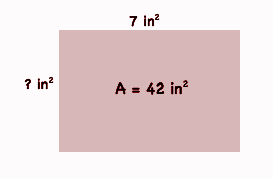 7 in²
? in²
A = 42 in²